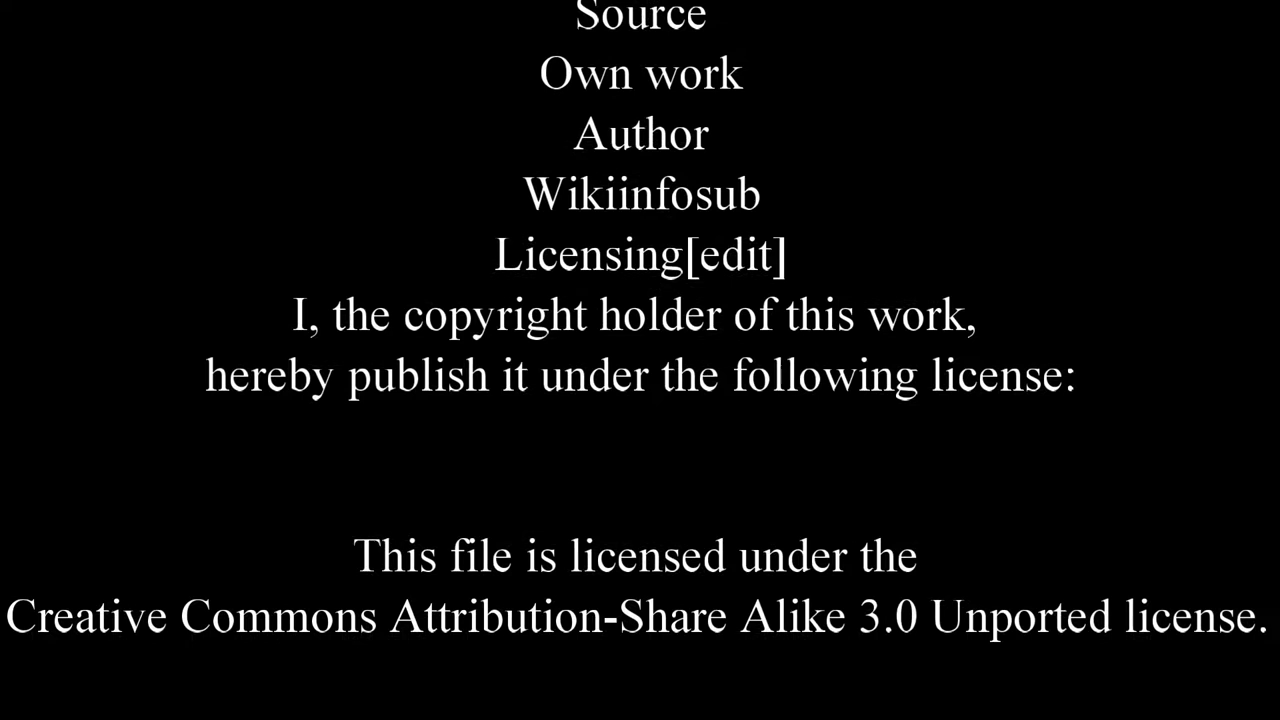 Source
Own work
Author
Wikiinfosub
Licensing[edit]
I, the copyright holder of this work,
hereby publish it under the following license:
This file is licensed under the
Creative Commons Attribution-Share Alike 3.0 Unported license.